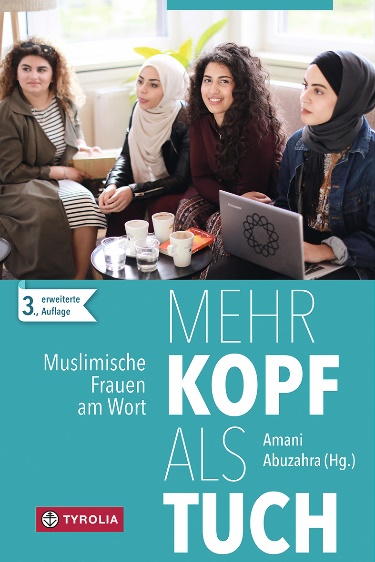 3., erweiterte
Auflage
MEHR
KOPF
ALS
TUCH
Muslimische
Frauen
am Wort
Amani
Abuzahra (Hg.)
TYROLIA